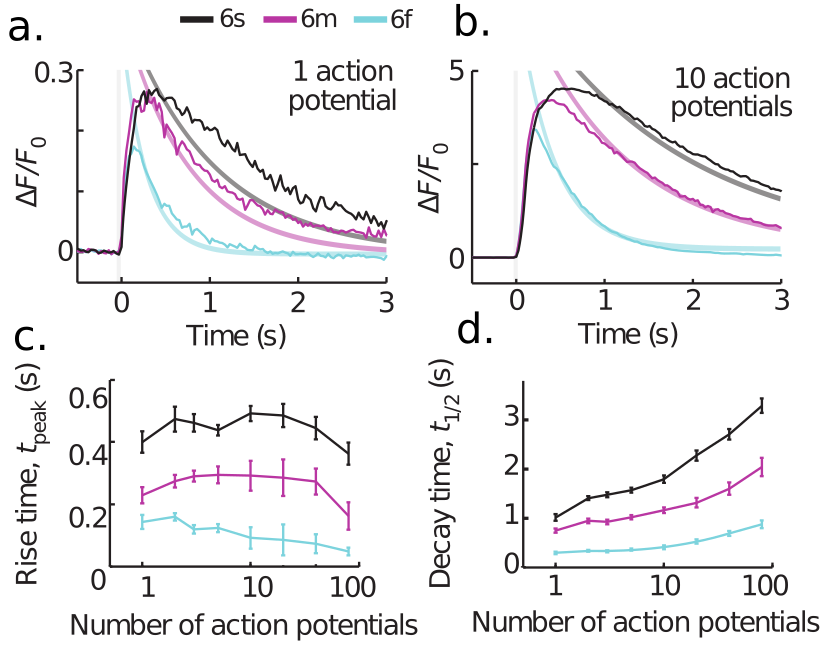 a.
6s 6m 6f
b.
0.3
1 action
potential
ΔF/F0
0
0 1 2 3
Time (s)
5
10 action
potentials
ΔF/F0
0
0 1 2 3
Time (s)
c.
0.6
0.4
0.2
0
Rise time, tpeak (s)
1 10 100
Number of action potentials
d.
3
2
1
0
Decay time, t1/2 (s)
1 10 100
Number of action potentials